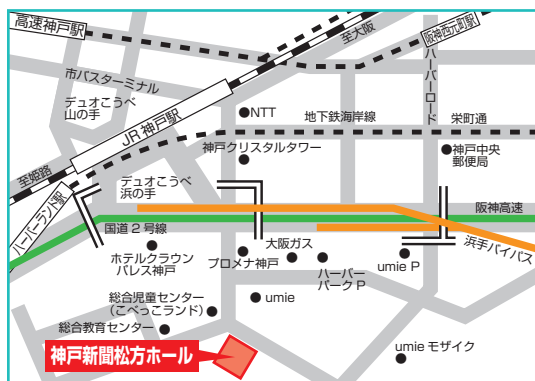 高速神戸駅
至大阪
阪神西元町駅
市バスターミナル
デュオこうべ
山の手
ハーバーロード
JR神戸駅
NTT
地下鉄海岸線
栄町通
神戸クリスタルタワー
神戸中央
郵便局
至姫路
デュオこうべ
浜の手
ハーバーランド駅
阪神高速
国道2号線
浜手バイパス
ホテルクラウン
パレス神戸
プロメナ神戸
大阪ガス
ハーバー
パークP
umie P
総合児童センター
(こべっこランド)
umie
総合教育センター
神戸新聞松方ホール
umie モザイク